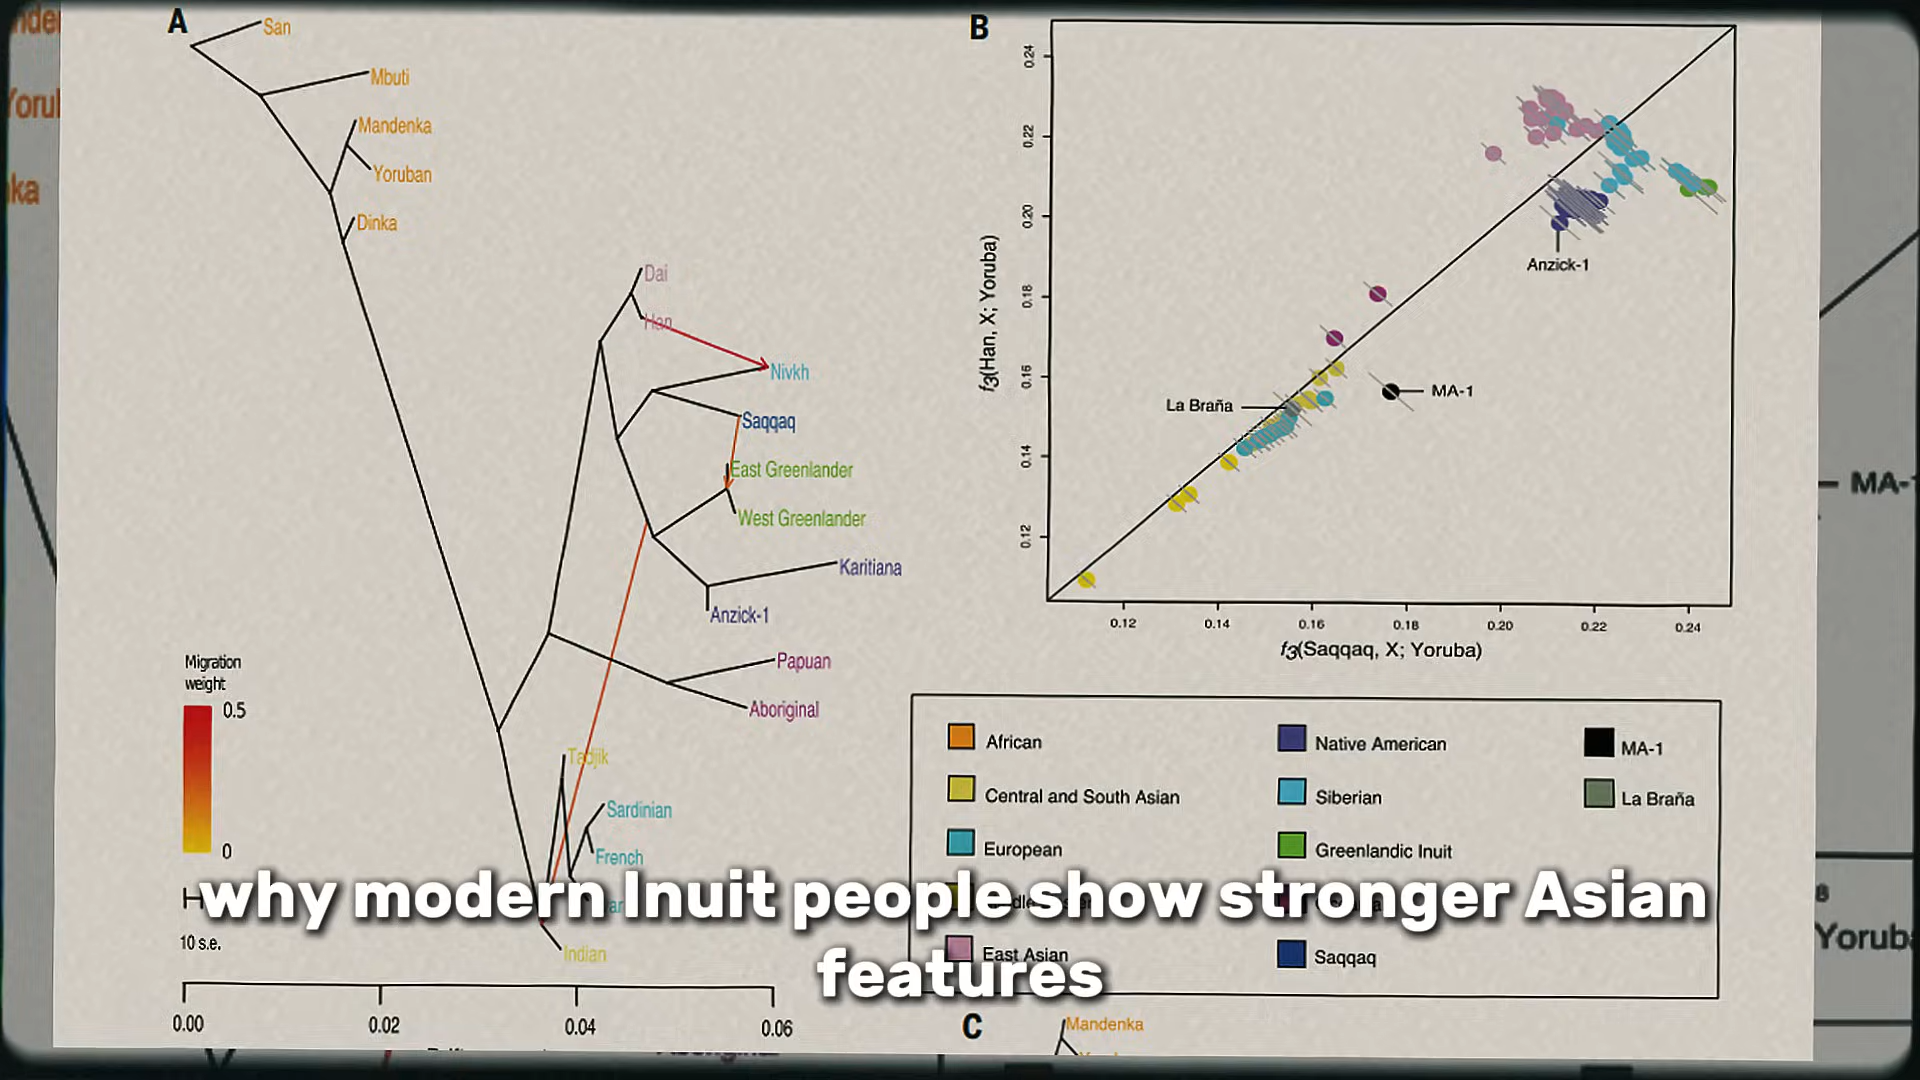 A
San
Mbuti
Mandenka
Yoruban
Dinka
Dai
Han
Nivkh
Saqqaq
East Greenlander
West Greenlander
Karitiana
Anzick-1
Papuan
Aboriginal
Tadjik
Sardinian
French
Indian
Migration
weight
0.5
0
10 s.e.
0.00 0.02 0.04 0.06
B
f3(Han, X; Yoruba)
0.24
0.22
0.20
0.18
0.16
0.14
0.12
Anzick-1
MA-1
La Braña
0.12 0.14 0.16 0.18 0.20 0.22 0.24
f3(Saqqaq, X; Yoruba)
African
Central and South Asian
European
East Asian
Native American
Siberian
Greenlandic Inuit
Saqqaq
MA-1
La Braña
why modern Inuit people show stronger Asian
features
C
Mandenka
MA-
8
Yorub
ka